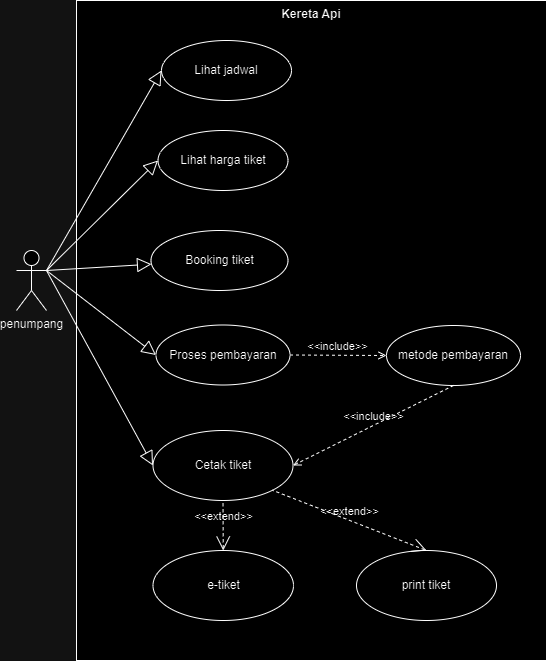 Kereta Api
Lihat jadwal
Lihat harga tiket
Booking tiket
penumpang
Proses pembayaran
<<include>>
metode pembayaran
<<include>>
Cetak tiket
<<extend>>
<<extend>>
e-tiket
print tiket